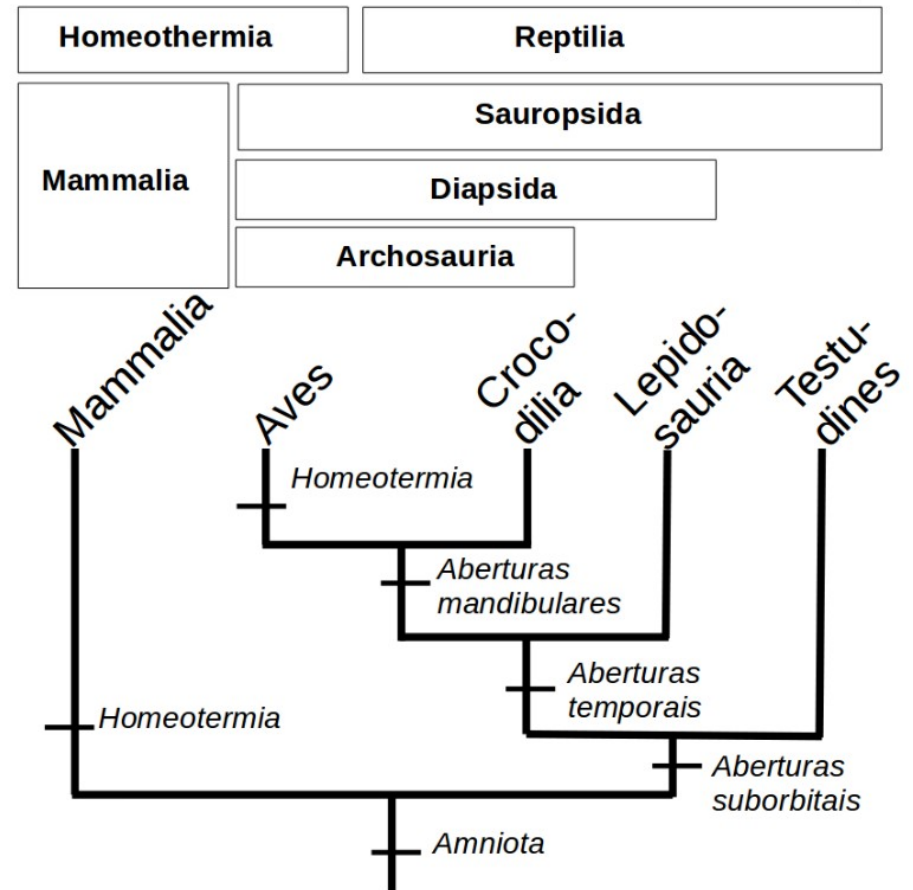 Homeothermia
Reptilia
Sauropsida
Mammalia
Diapsida
Archosauria
Mammalia
Aves
Croco-
dilia
Lepido-
sauria
Testu-
dines
Homeotermia
Aberturas
mandibulares
Aberturas
temporais
Homeotermia
Aberturas
suborbitais
Amniota